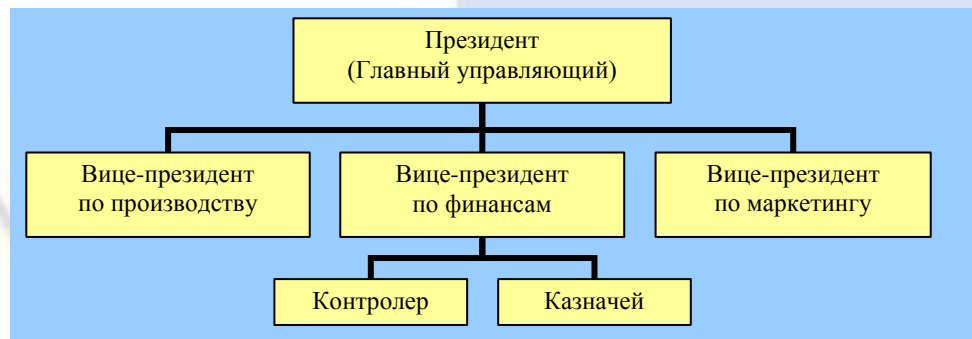 Президент
(Главный управляющий)
Вице-президент
по производству
Вице-президент
по финансам
Вице-президент
по маркетингу
Контролер
Казначей